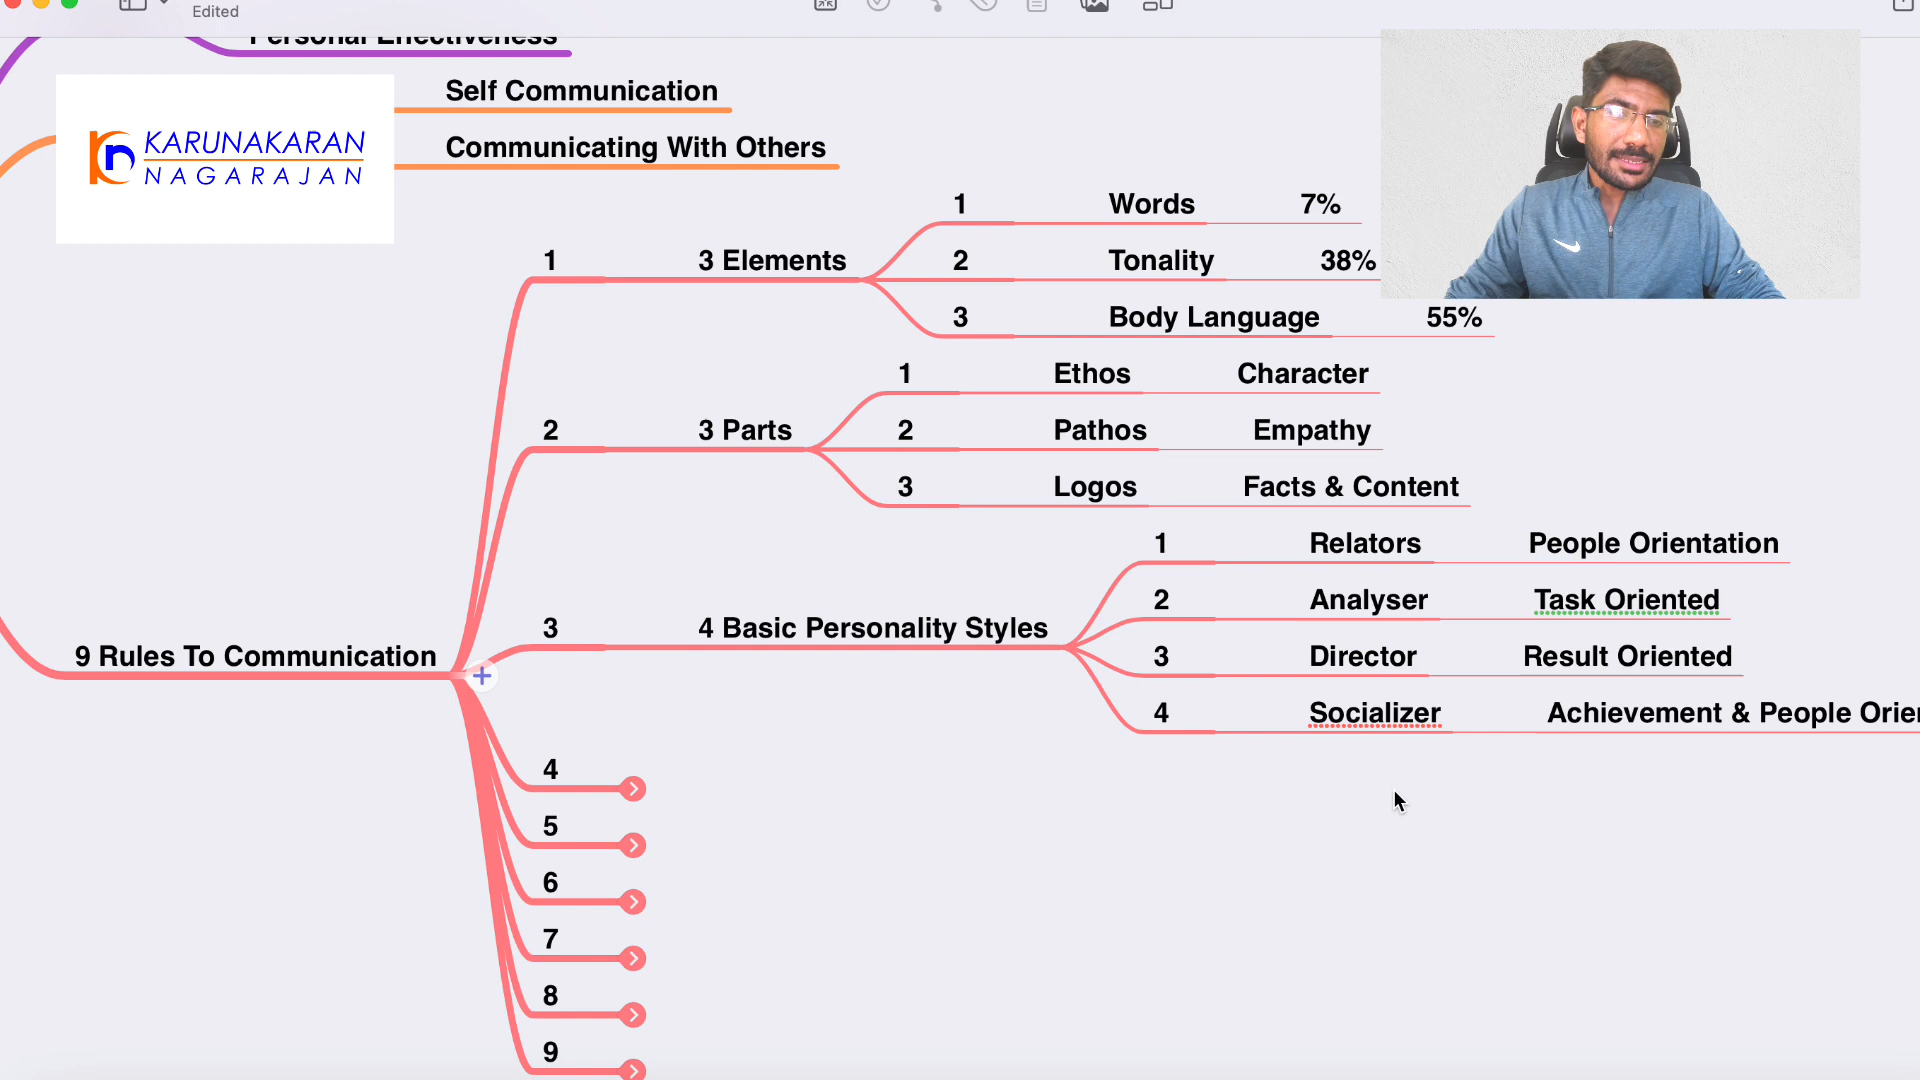 Edited
Personal Effectiveness
KARUNAKARAN
NAGARAJAN
Self Communication
Communicating With Others
9 Rules To Communication
1 3 Elements
1 Words 7%
2 Tonality 38%
3 Body Language 55%
2 3 Parts
1 Ethos Character
2 Pathos Empathy
3 Logos Facts & Content
3 4 Basic Personality Styles
1 Relators People Orientation
2 Analyser Task Oriented
3 Director Result Oriented
4 Socializer Achievement & People Orie
4
5
6
7
8
9